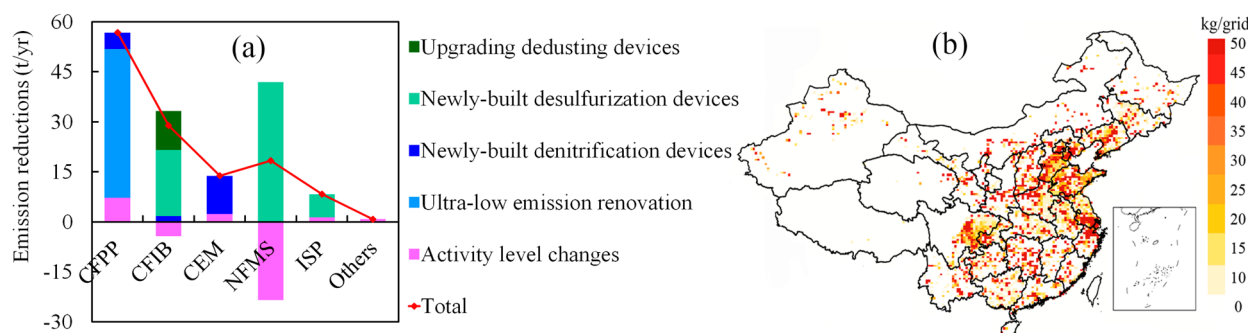 Emission reductions (t/yr)
60
45
30
15
0
-15
-30
(a)
CFPP
CFIB
CEM
NFMS
ISP
Others
Upgrading dedusting devices
Newly-built desulfurization devices
Newly-built denitrification devices
Ultra-low emission renovation
Activity level changes
Total
(b)
kg/grid
50
45
40
35
30
25
20
15
10
0